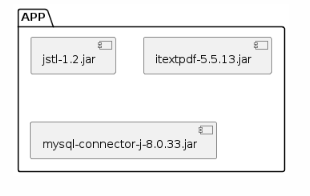 APP
jstl-1.2.jar
itextpdf-5.5.13.jar
mysql-connector-j-8.0.33.jar